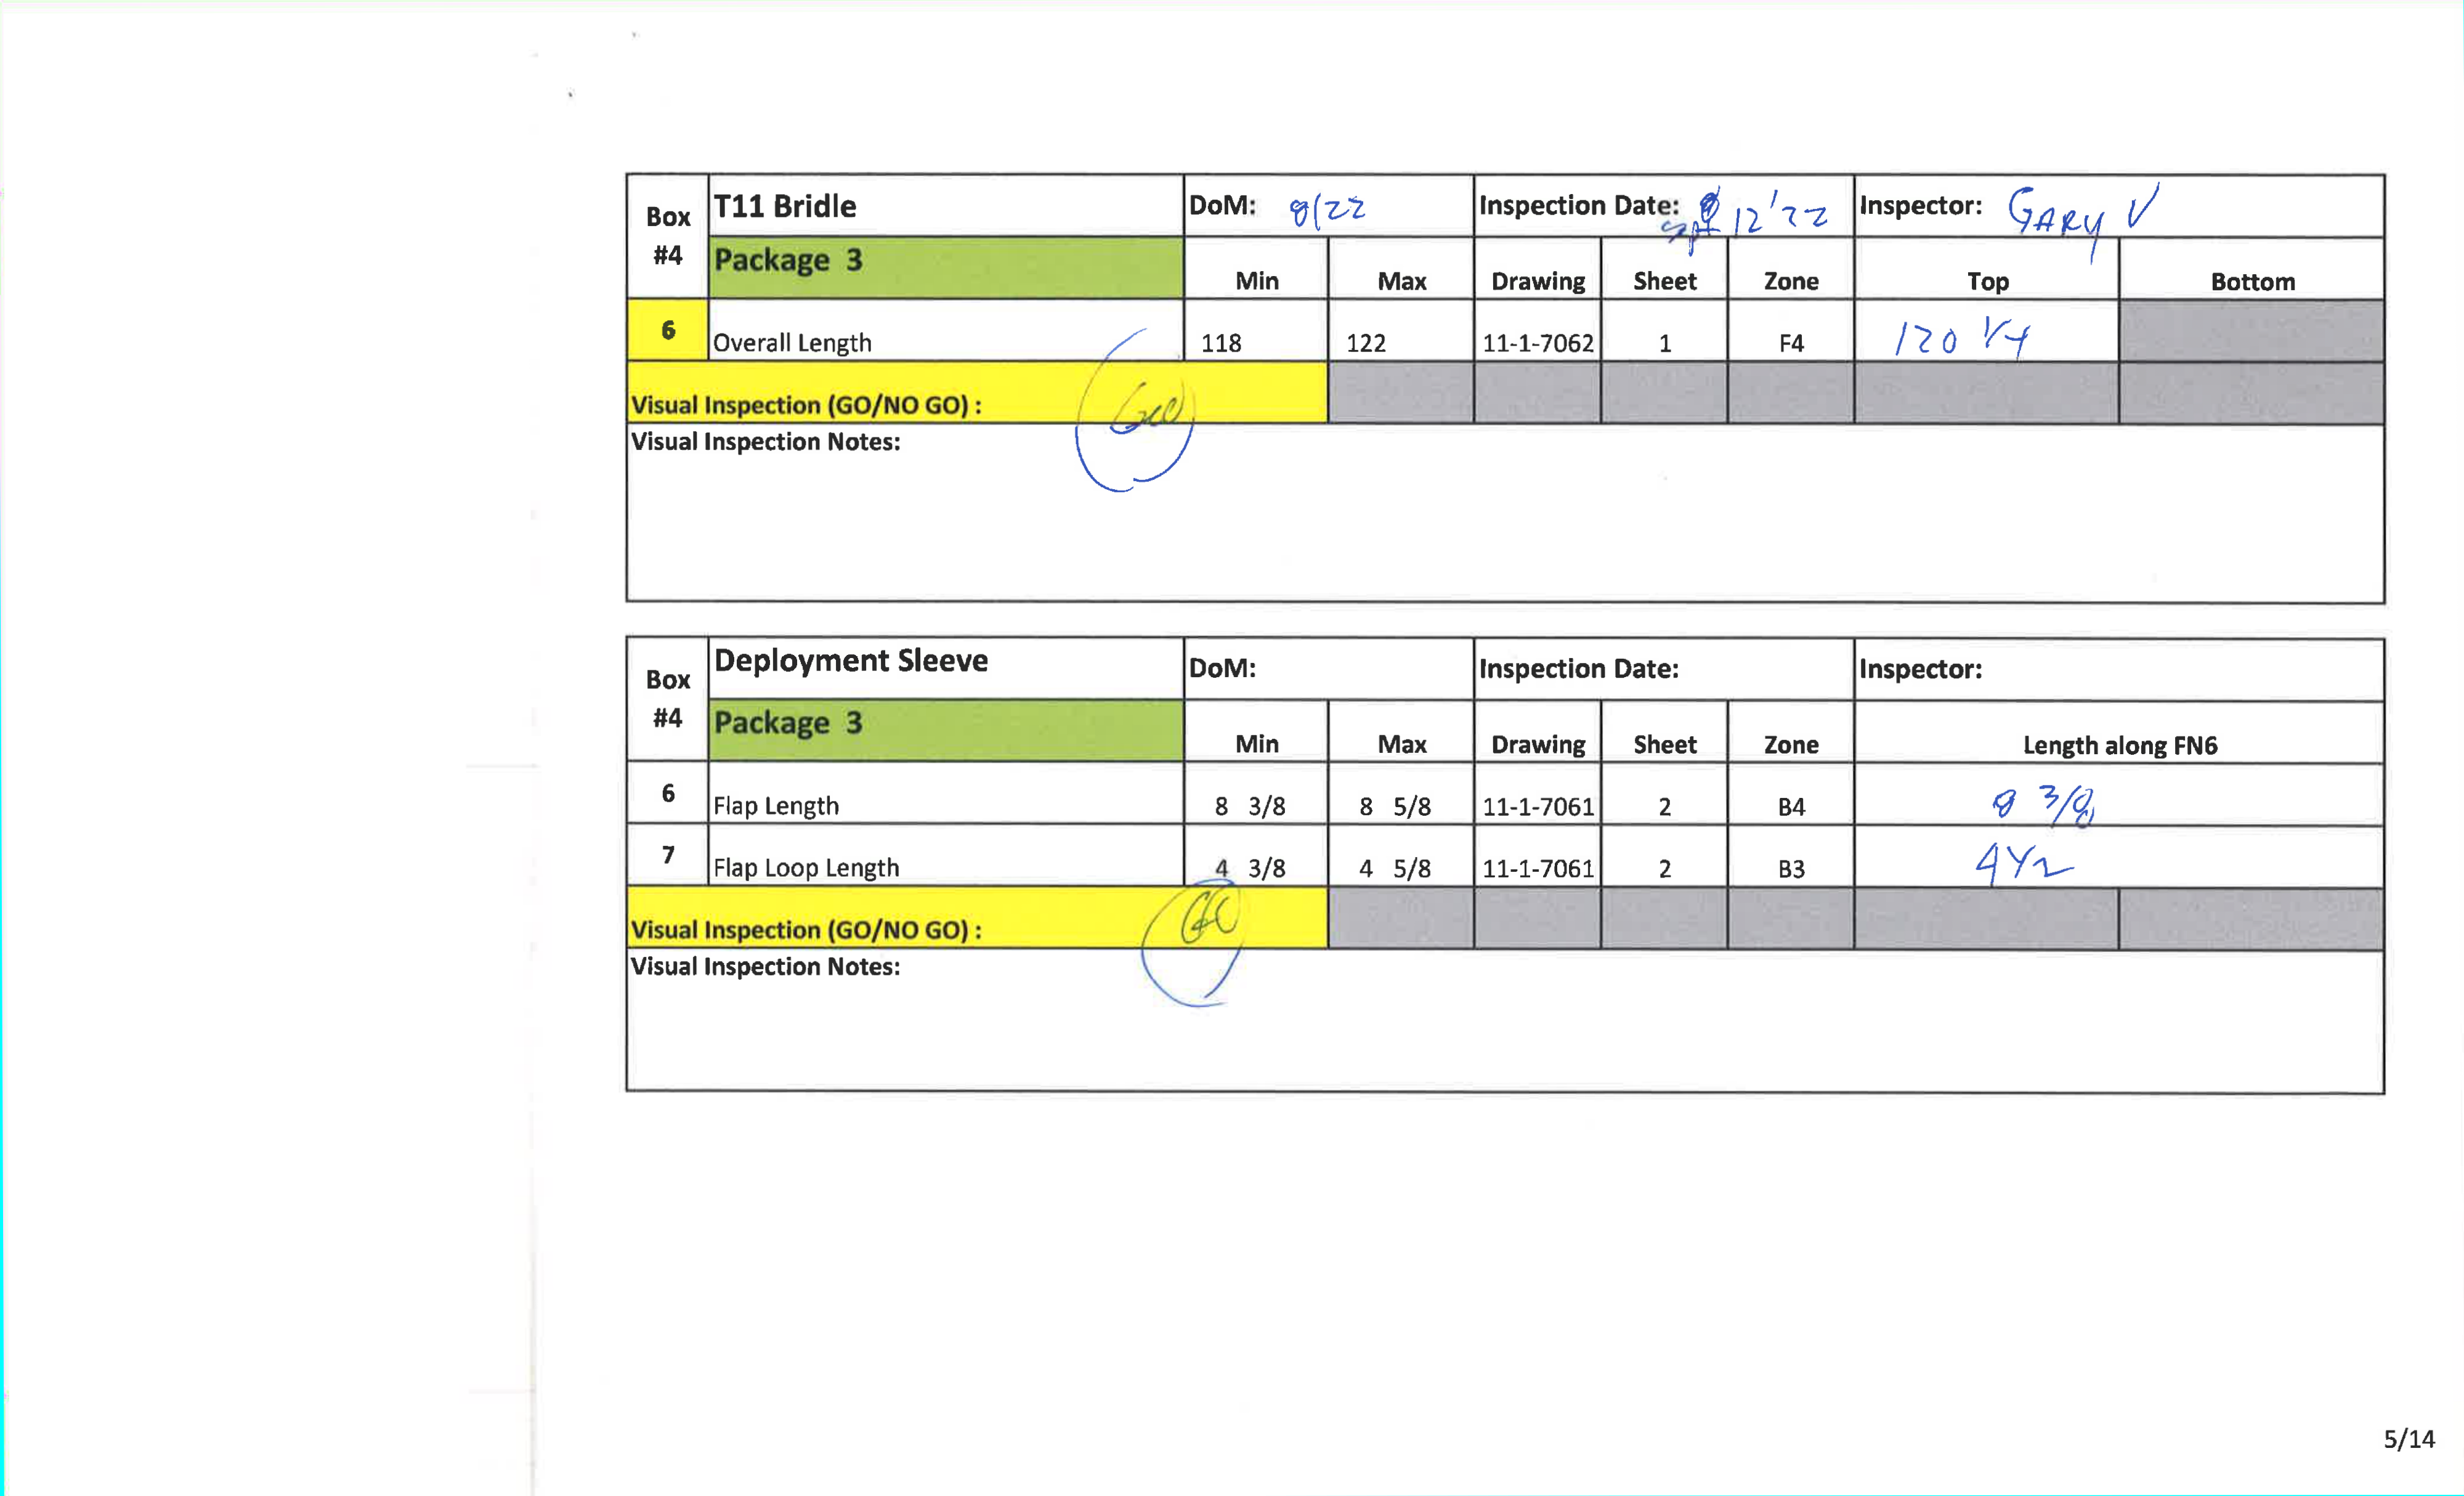 Box #4 T11 Bridle DoM: 8/22 Inspection Date: 12'22 Inspector: GARY V
Package 3 Min Max Drawing Sheet Zone Top Bottom
6 Overall Length 118 122 11-1-7062 1 F4 120 1/4
Visual Inspection (GO/NO GO) :
Visual Inspection Notes:
Box #4 Deployment Sleeve DoM: Inspection Date: Inspector:
Package 3 Min Max Drawing Sheet Zone Length along FN6
6 Flap Length 8 3/8 8 5/8 11-1-7061 2 B4 8 3/8
7 Flap Loop Length 4 3/8 4 5/8 11-1-7061 2 B3 4 1/2
Visual Inspection (GO/NO GO) : GO
Visual Inspection Notes:
5/14